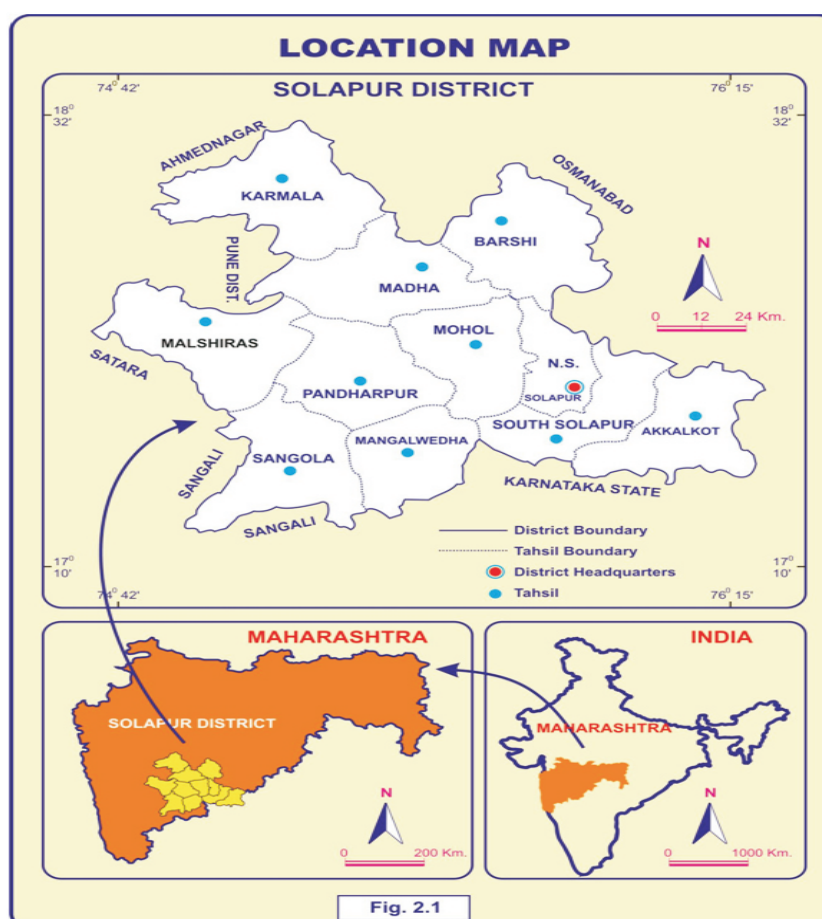 LOCATION MAP
SOLAPUR DISTRICT
74° 42'
76° 15'
18° 32'
18° 32'
AHMEDNAGAR
OSMANABAD
KARMALA
BARSHI
PUNE DIST.
MADHA
N
0 12 24 Km.
MALSHIRAS
MOHOL
SATARA
N.S.
SOLAPUR
PANDHARPUR
SOUTH SOLAPUR
AKKALKOT
MANGALWEDHA
SANGOLA
SANGALI
SANGALI
KARNATAKA STATE
District Boundary
Tahsil Boundary
District Headquarters
Tahsil
17° 10'
17° 10'
74° 42'
76° 15'
MAHARASHTRA
SOLAPUR DISTRICT
N
0 200 Km.
INDIA
MAHARASHTRA
N
0 1000 Km.
Fig. 2.1